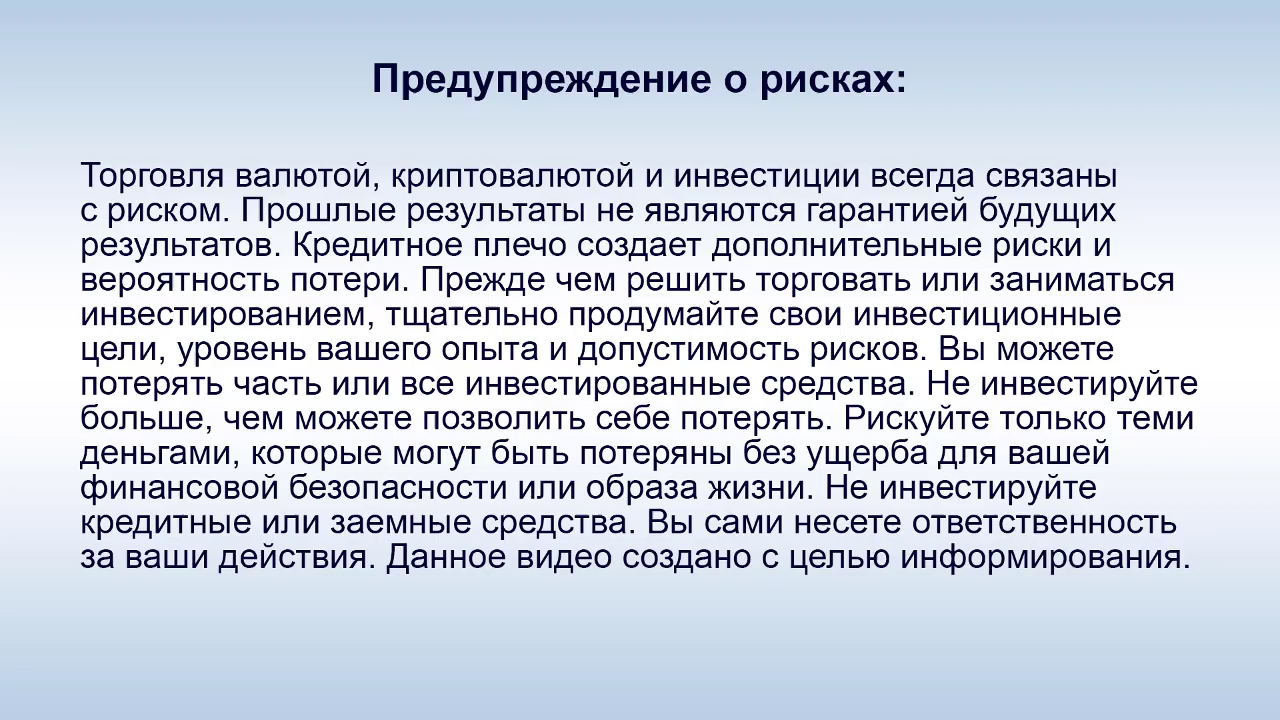 Предупреждение о рисках:
Торговля валютой, криптовалютой и инвестиции всегда связаны
с риском. Прошлые результаты не являются гарантией будущих
результатов. Кредитное плечо создает дополнительные риски и
вероятность потери. Прежде чем решить торговать или заниматься
инвестированием, тщательно продумайте свои инвестиционные
цели, уровень вашего опыта и допустимость рисков. Вы можете
потерять часть или все инвестированные средства. Не инвестируйте
больше, чем можете позволить себе потерять. Рискуйте только теми
деньгами, которые могут быть потеряны без ущерба для вашей
финансовой безопасности или образа жизни. Не инвестируйте
кредитные или заемные средства. Вы сами несете ответственность
за ваши действия. Данное видео создано с целью информирования.